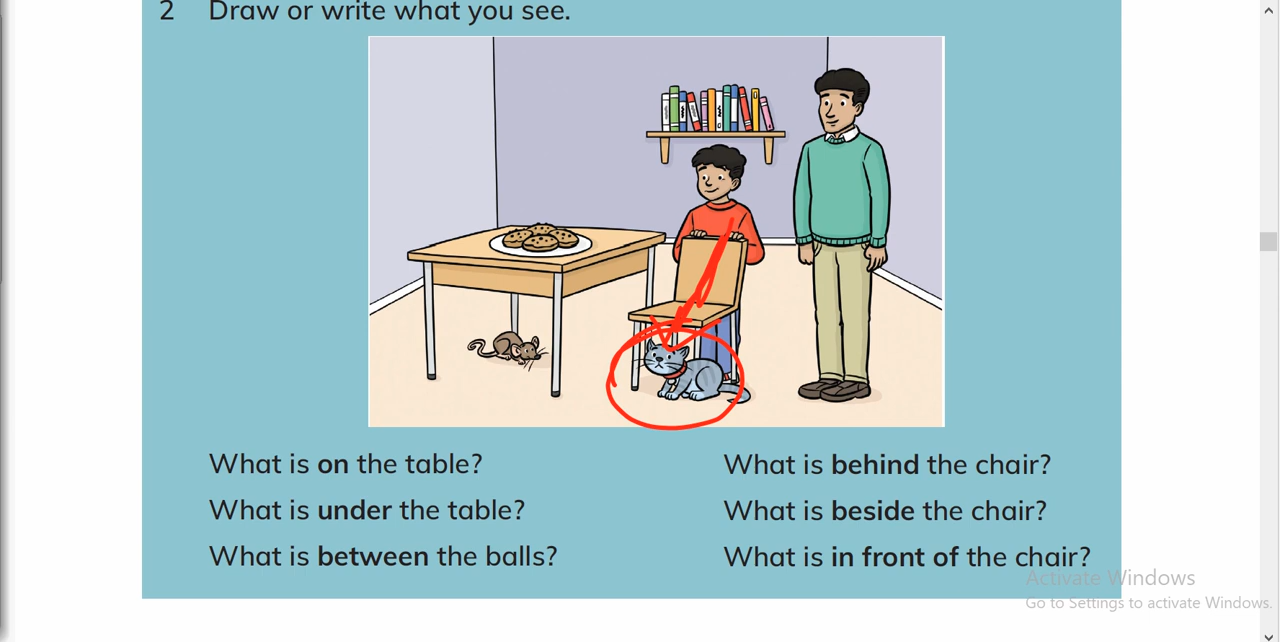 2 Draw or write what you see.
What is on the table?
What is behind the chair?
What is under the table?
What is beside the chair?
What is between the balls?
What is in front of the chair?
Activate Windows
Go to Settings to activate Windows.